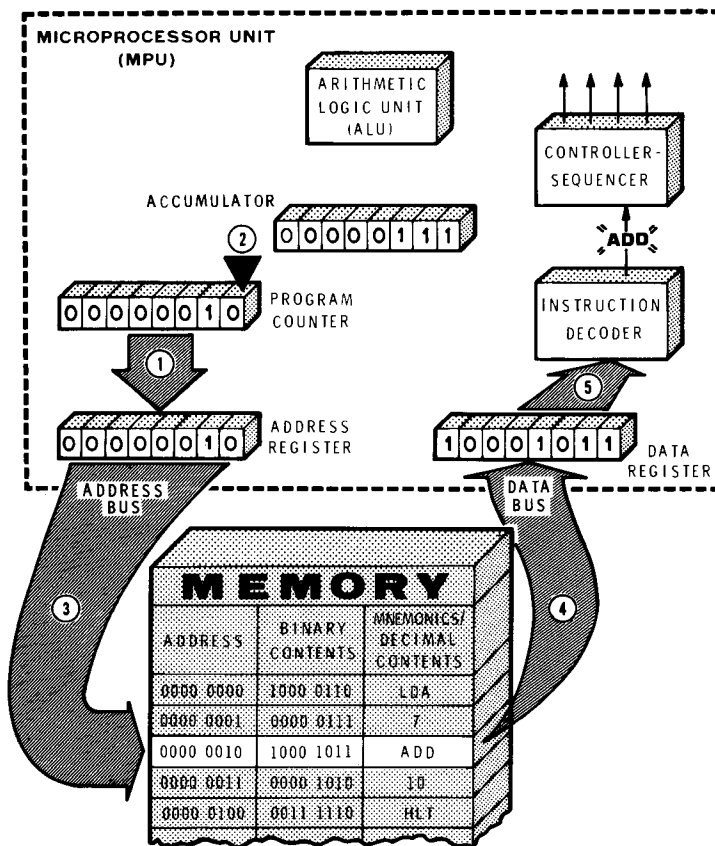 MICROPROCESSOR UNIT
(MPU)
ARITHMETIC
LOGIC UNIT
(ALU)
CONTROLLER-
SEQUENCER
ACCUMULATOR
00000111
2
ADD
PROGRAM
COUNTER
00000010
INSTRUCTION
DECODER
1
5
ADDRESS
REGISTER
00000010
10001011
DATA
REGISTER
ADDRESS
BUS
DATA
BUS
3
4
MEMORY
ADDRESS BINARY CONTENTS MNEMONICS/ DECIMAL CONTENTS
0000 0000 1000 0110 LDA
0000 0001 0000 0111 7
0000 0010 1000 1011 ADD
0000 0011 0000 1010 10
0000 0100 0011 1110 HLT